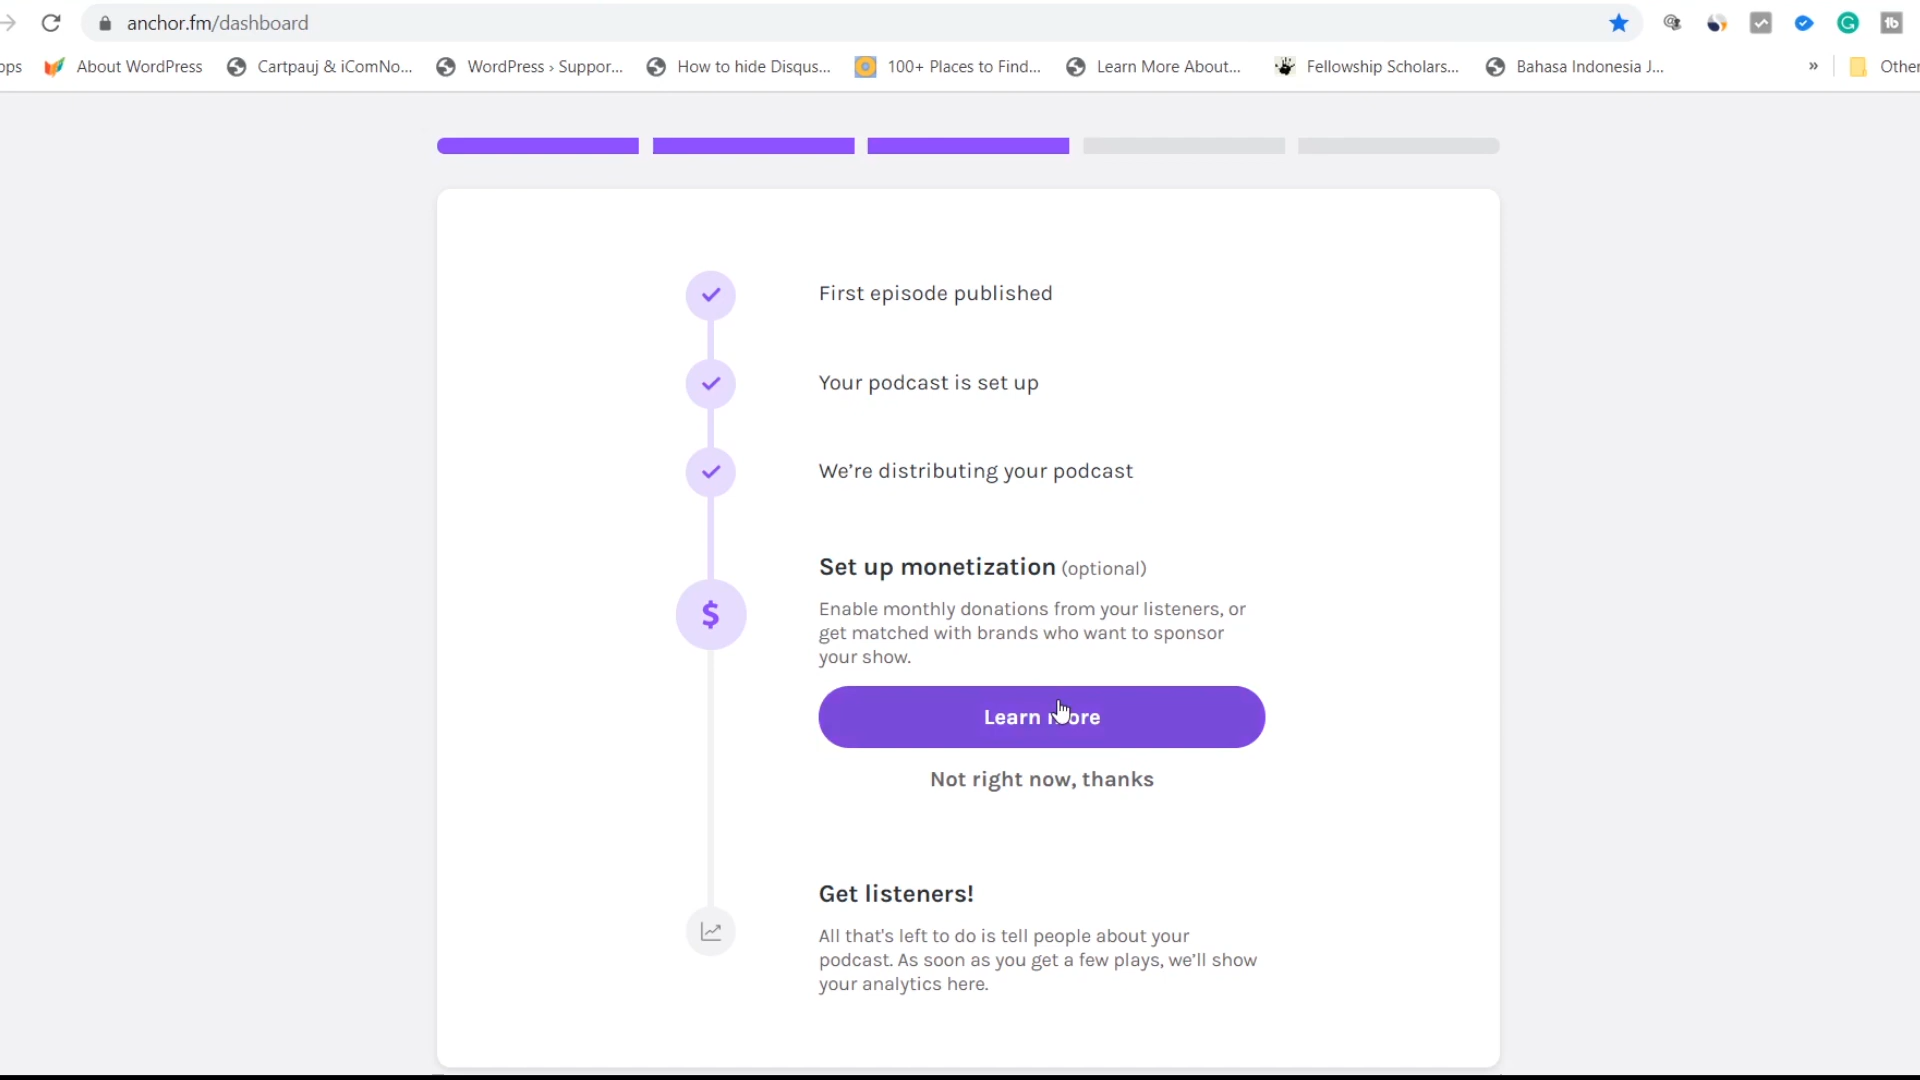 anchor.fm/dashboard
About WordPress
Cartpauj & iComNo...
WordPress › Suppor...
How to hide Disqus...
100+ Places to Find...
Learn More About...
Fellowship Scholars...
Bahasa Indonesia J...
»
First episode published
Your podcast is set up
We're distributing your podcast
Set up monetization (optional)
$
Enable monthly donations from your listeners, or
get matched with brands who want to sponsor
your show.
Learn more
Not right now, thanks
Get listeners!
All that's left to do is tell people about your
podcast. As soon as you get a few plays, we'll show
your analytics here.